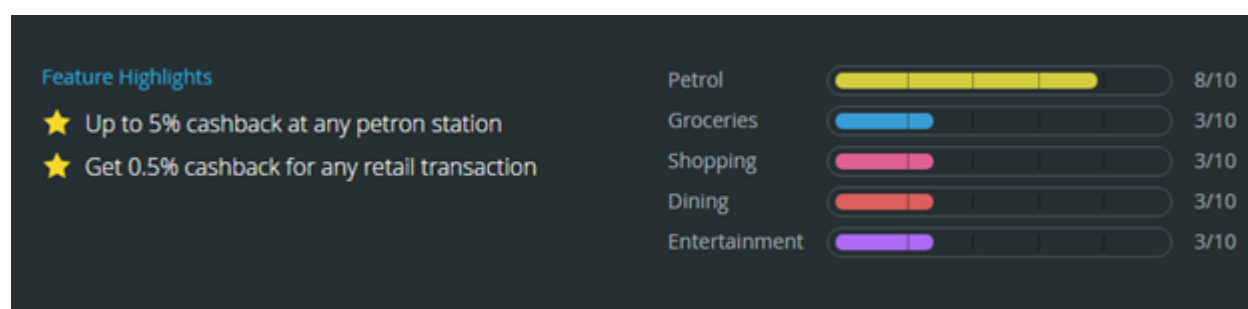 Feature Highlights
Up to 5% cashback at any petron station
Get 0.5% cashback for any retail transaction
Petrol 8/10
Groceries 3/10
Shopping 3/10
Dining 3/10
Entertainment 3/10